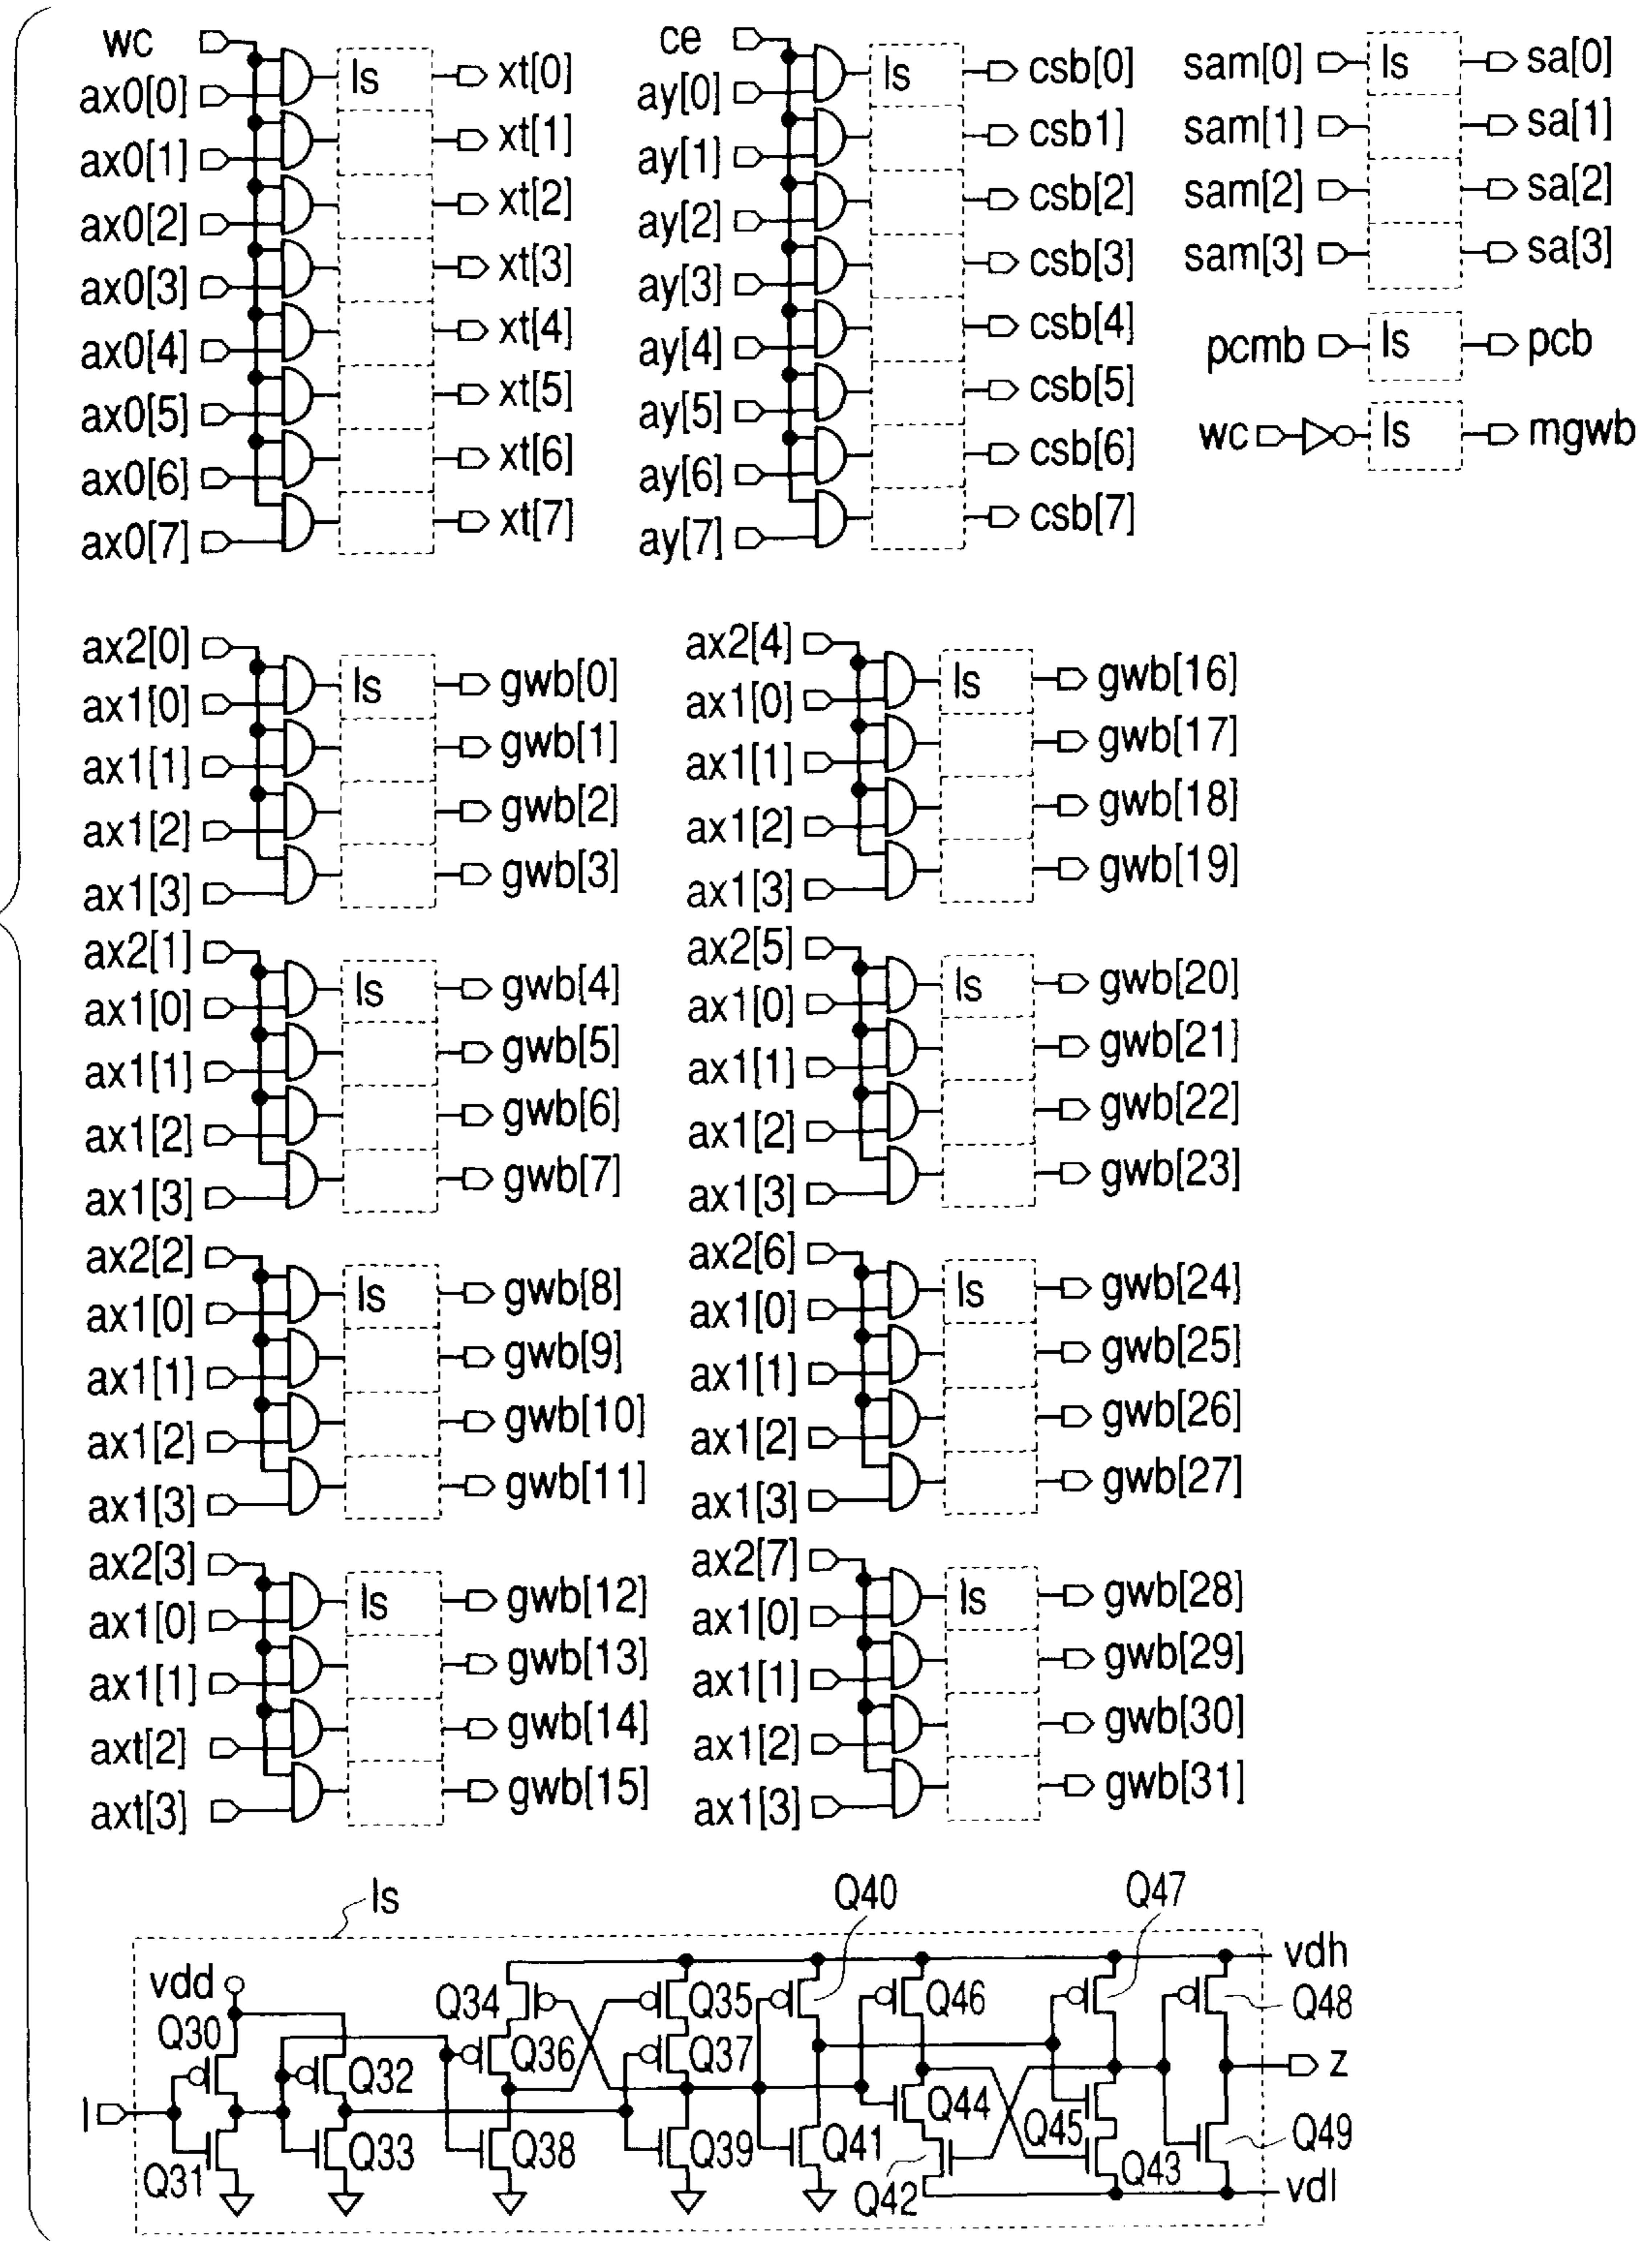 wc
ax0[0]
ls
xt[0]
ax0[1]
xt[1]
ax0[2]
xt[2]
ax0[3]
xt[3]
ax0[4]
xt[4]
ax0[5]
xt[5]
ax0[6]
xt[6]
ax0[7]
xt[7]
ce
ay[0]
ls
csb[0]
ay[1]
csb1]
ay[2]
csb[2]
ay[3]
csb[3]
ay[4]
csb[4]
ay[5]
csb[5]
ay[6]
csb[6]
ay[7]
csb[7]
sam[0] ls sa[0]
sam[1] sa[1]
sam[2] sa[2]
sam[3] sa[3]
pcmb ls pcb
wc ls mgwb
ax2[0]
ax1[0]
ls
gwb[0]
ax1[1]
gwb[1]
ax1[2]
gwb[2]
ax1[3]
gwb[3]
ax2[4]
ax1[0]
ls
gwb[16]
ax1[1]
gwb[17]
ax1[2]
gwb[18]
ax1[3]
gwb[19]
ax2[1]
ax1[0]
ls
gwb[4]
ax1[1]
gwb[5]
ax1[2]
gwb[6]
ax1[3]
gwb[7]
ax2[5]
ax1[0]
ls
gwb[20]
ax1[1]
gwb[21]
ax1[2]
gwb[22]
ax1[3]
gwb[23]
ax2[2]
ax1[0]
ls
gwb[8]
ax1[1]
gwb[9]
ax1[2]
gwb[10]
ax1[3]
gwb[11]
ax2[6]
ax1[0]
ls
gwb[24]
ax1[1]
gwb[25]
ax1[2]
gwb[26]
ax1[3]
gwb[27]
ax2[3]
ax1[0]
ls
gwb[12]
ax1[1]
gwb[13]
axt[2]
gwb[14]
axt[3]
gwb[15]
ax2[7]
ax1[0]
ls
gwb[28]
ax1[1]
gwb[29]
ax1[2]
gwb[30]
ax1[3]
gwb[31]
ls
Q40
Q47
vdd
vdh
Q30
Q34
Q35
Q46
Q48
Q32
Q36
Q37
z
I
Q44
Q45
Q31
Q33
Q38
Q39
Q41
Q42
Q43
Q49
vdl